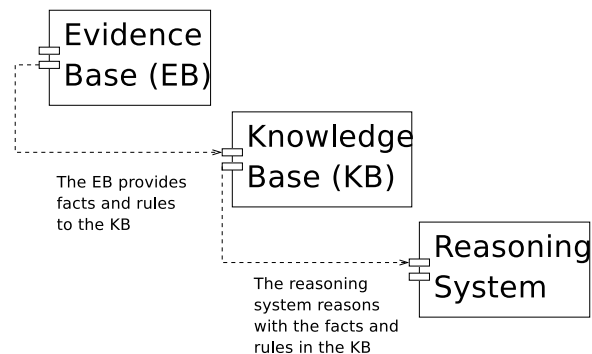 Evidence
Base (EB)
Knowledge
Base (KB)
The EB provides
facts and rules
to the KB
Reasoning
System
The reasoning
system reasons
with the facts and
rules in the KB